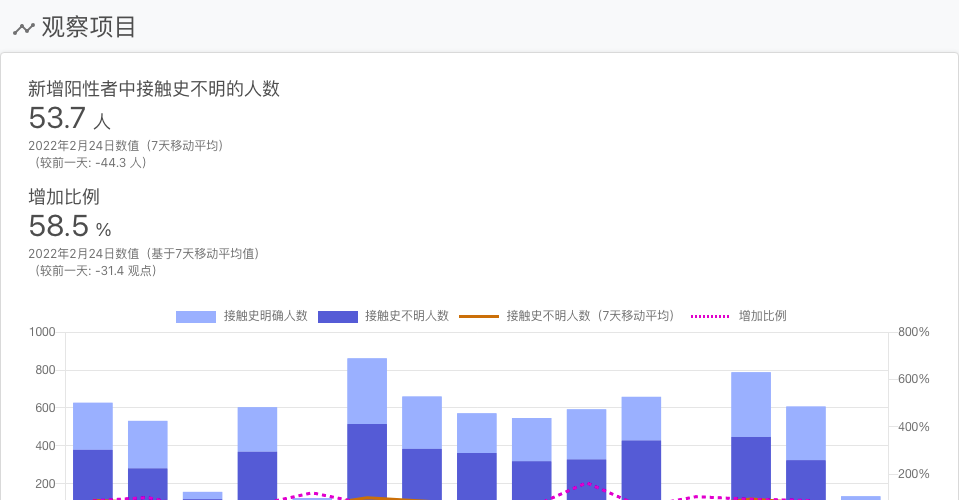 观察项目
新增阳性者中接触史不明的人数
53.7 人
2022年2月24日数值（7天移动平均）
（较前一天: -44.3 人）
增加比例
58.5 %
2022年2月24日数值（基于7天移动平均值）
（较前一天: -31.4 观点）
接触史明确人数 接触史不明人数 接触史不明人数（7天移动平均） 增加比例
1000 800%
800
600%
600
400%
400
200%
200